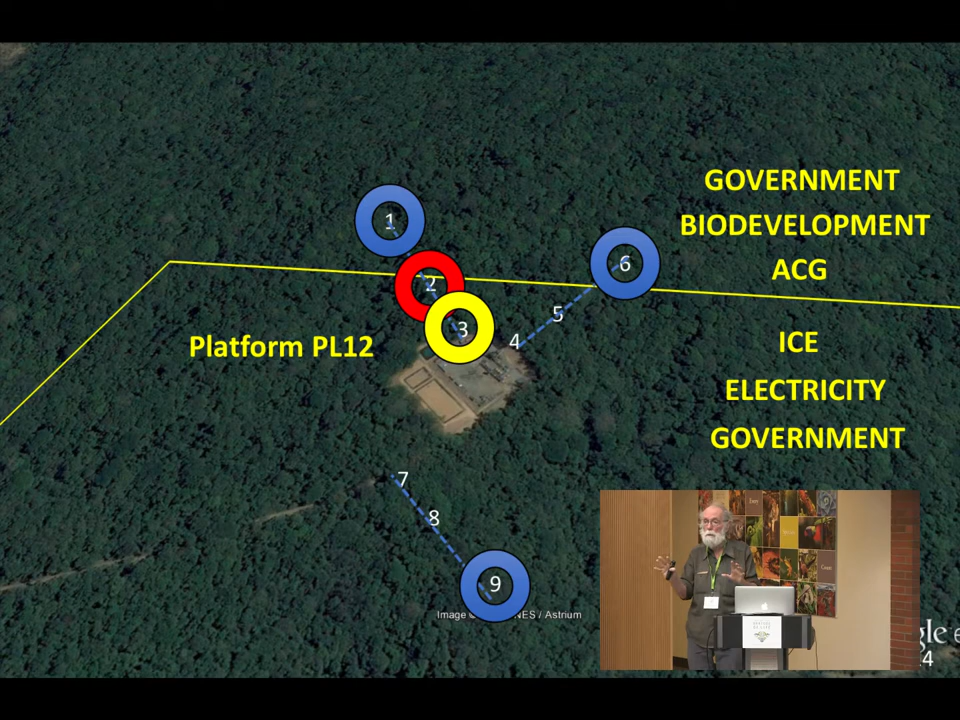 GOVERNMENT
BIODEVELOPMENT
ACG
1
2
3
4
5
6
Platform PL12
ICE
ELECTRICITY
GOVERNMENT
7
8
9